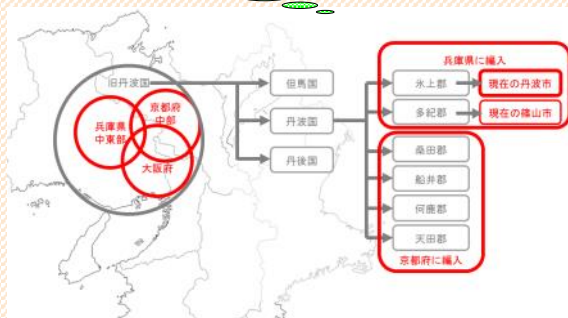 兵庫県に編入
旧丹波国
但馬国
氷上郡
現在の丹波市
京都府
中部
兵庫県
中東部
多紀郡
現在の篠山市
丹波国
大阪府
桑田郡
丹後国
船井郡
何鹿郡
天田郡
京都府に編入